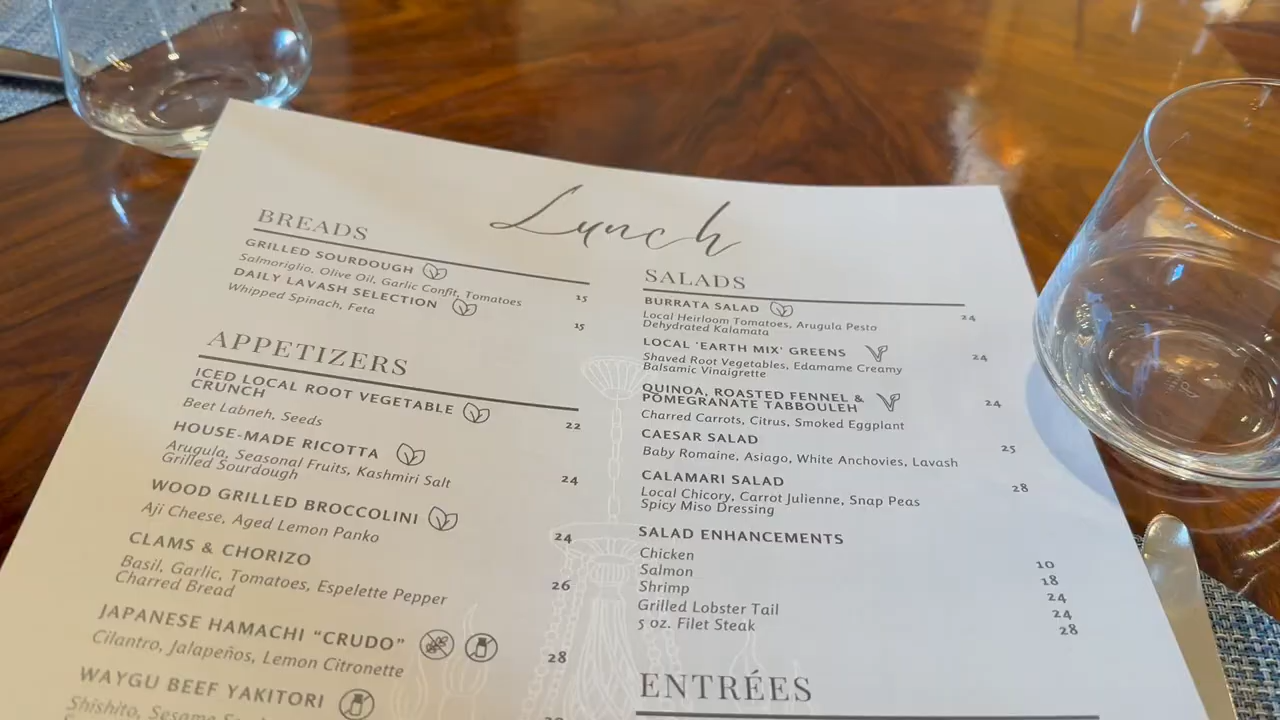 Lunch
BREADS
GRILLED SOURDOUGH
Salmoriglio, Olive Oil, Garlic Confit, Tomatoes 15
DAILY LAVASH SELECTION
Whipped Spinach, Feta 15
APPETIZERS
ICED LOCAL ROOT VEGETABLE
CRUNCH
Beet Labneh, Seeds 22
HOUSE-MADE RICOTTA
Arugula, Seasonal Fruits, Kashmiri Salt 24
Grilled Sourdough
WOOD GRILLED BROCCOLINI
Aji Cheese, Aged Lemon Panko 24
CLAMS & CHORIZO
Basil, Garlic, Tomatoes, Espelette Pepper 26
Charred Bread
JAPANESE HAMACHI "CRUDO"
Cilantro, Jalapeños, Lemon Citronette 28
WAYGU BEEF YAKITORI
Shishito, Sesame
SALADS
BURRATA SALAD 24
Local Heirloom Tomatoes, Arugula Pesto
Dehydrated Kalamata
LOCAL 'EARTH MIX' GREENS 24
Shaved Root Vegetables, Edamame Creamy
Balsamic Vinaigrette
QUINOA, ROASTED FENNEL & 24
POMEGRANATE TABBOULEH
Charred Carrots, Citrus, Smoked Eggplant
CAESAR SALAD 25
Baby Romaine, Asiago, White Anchovies, Lavash
CALAMARI SALAD 28
Local Chicory, Carrot Julienne, Snap Peas
Spicy Miso Dressing
SALAD ENHANCEMENTS
Chicken 10
Salmon 18
Shrimp 24
Grilled Lobster Tail 24
5 oz. Filet Steak 28
ENTRÉES